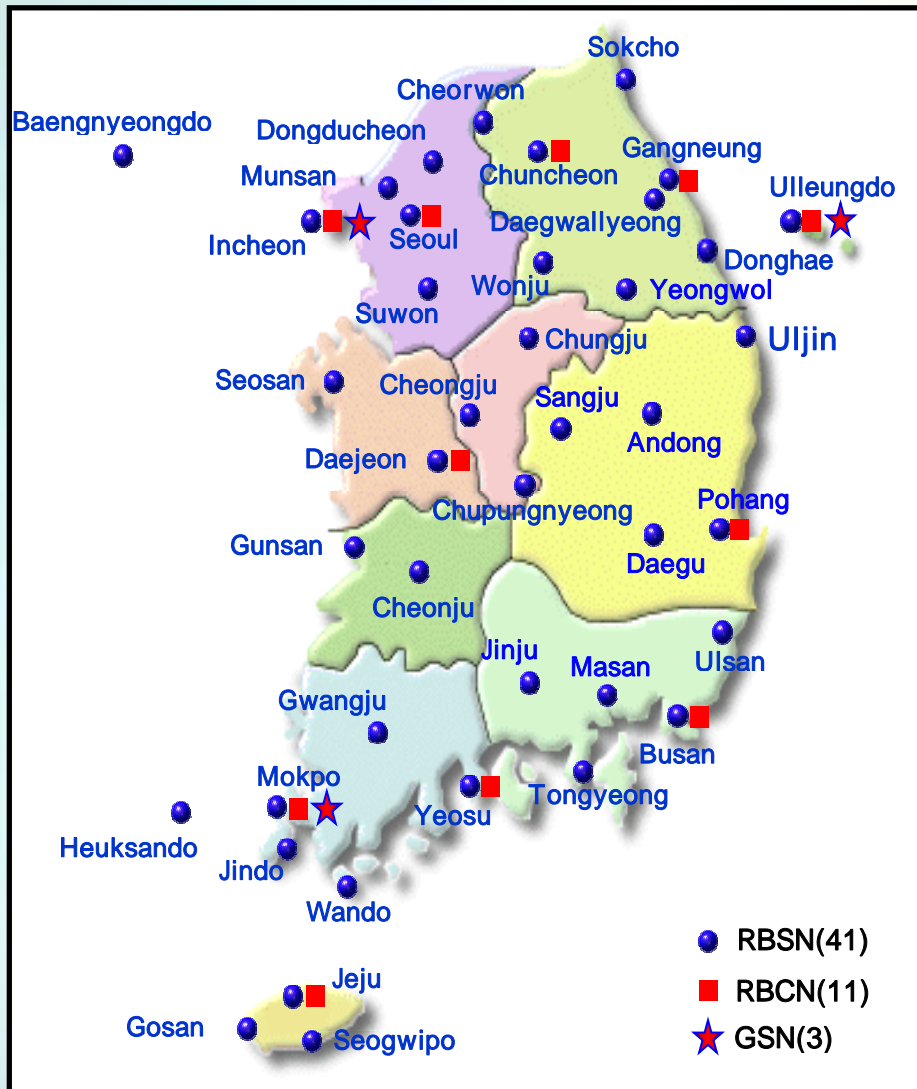 Sokcho
Cheorwon
Baengnyeongdo
Dongducheon
Gangneung
Munsan
Chuncheon
Ulleungdo
Daegwallyeong
Seoul
Incheon
Donghae
Wonju
Yeongwol
Suwon
Chungju
Uljin
Seosan
Cheongju
Sangju
Andong
Daejeon
Pohang
Chupungnyeong
Gunsan
Daegu
Cheonju
Jinju
Masan
Ulsan
Gwangju
Busan
Mokpo
Tongyeong
Yeosu
Heuksando
Jindo
Wando
RBSN(41)
Jeju
RBCN(11)
Gosan
Seogwipo
GSN(3)